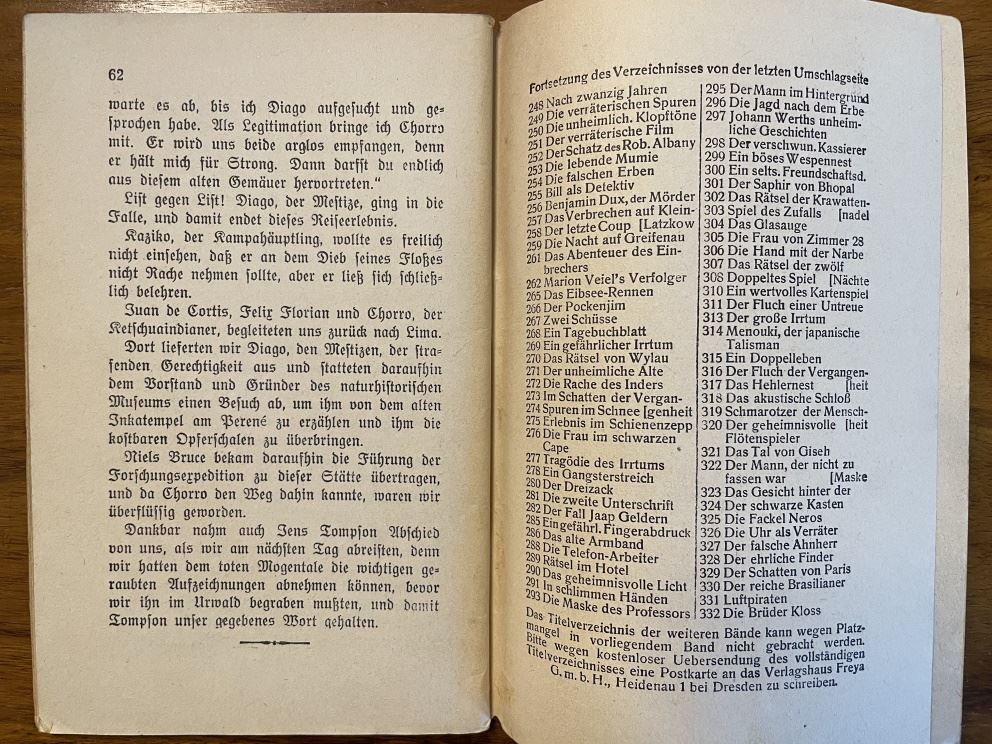 62
warte es ab, bis ich Diago aufgesucht und ge-
sprochen habe. Als Legitimation bringe ich Chorro
mit. Er wird uns beide arglos empfangen, denn
er hält mich für Strong. Dann darfst du endlich
aus diesem alten Gemäuer hervortreten.“
List gegen List! Diago, der Mestize, ging in die
Falle, und damit endet dieses Reiseerlebnis.
Kaziko, der Kampahäuptling, wollte es freilich
nicht einsehen, daß er an dem Dieb seines Floßes
nicht Rache nehmen sollte, aber er ließ sich schließ-
lich belehren.
Juan de Cortis, Felix Florian und Chorro, der
Ketschuaindianer, begleiteten uns zurück nach Lima.
Dort lieferten wir Diago, den Mestizen, der stra-
fenden Gerechtigkeit aus und statteten daraufhin
dem Vorstand und Gründer des naturhistorischen
Museums einen Besuch ab, um ihm von dem alten
Inkatempel am Perené zu erzählen und ihm die
kostbaren Opferschalen zu überbringen.
Niels Bruce bekam daraufhin die Führung der
Forschungsexpedition zu dieser Stätte übertragen,
und da Chorro den Weg dahin kannte, waren wir
überflüssig geworden.
Dankbar nahm auch Jens Tompson Abschied
von uns, als wir am nächsten Tag abreisten, denn
wir hatten dem toten Mogentale die wichtigen ge-
raubten Aufzeichnungen abnehmen können, bevor
wir ihn im Urwald begraben mußten, und damit
Tompson unser gegebenes Wort gehalten.
Fortsetzung des Verzeichnisses von der letzten Umschlagseite
248 Nach zwanzig Jahren
249 Die verräterischen Spuren
250 Die unheimlich. Klopftöne
251 Der verräterische Film
252 Der Schatz des Rob. Albany
253 Die lebende Mumie
254 Die falschen Erben
255 Bill als Detektiv
256 Benjamin Dux, der Mörder
257 Das Verbrechen auf Klein-
258 Der letzte Coup [Latzkow
259 Die Nacht auf Greifenau
261 Das Abenteuer des Ein-
brechers
262 Marion Veiel's Verfolger
265 Das Eibsee-Rennen
266 Der Pockenjim
267 Zwei Schüsse
268 Ein Tagebuchblatt
269 Ein gefährlicher Irrtum
270 Das Rätsel von Wylau
271 Der unheimliche Alte
272 Die Rache des Inders
273 Im Schatten der Vergan-
274 Spuren im Schnee [genheit
275 Erlebnis im Schienenzepp
276 Die Frau im schwarzen
Cape
277 Tragödie des Irrtums
278 Ein Gangsterstreich
280 Der Dreizack
281 Die zweite Unterschrift
282 Der Fall Jaap Geldern
285 Ein gefährl. Fingerabdruck
286 Das alte Armband
288 Die Telefon-Arbeiter
289 Rätsel im Hotel
290 Das geheimnisvolle Licht
291 In schlimmen Händen
293 Die Maske des Professors
295 Der Mann im Hintergrund
296 Die Jagd nach dem Erbe
297 Johann Werths unheim-
liche Geschichten
298 Der verschwun. Kassierer
299 Ein böses Wespennest
300 Ein selts. Freundschaftsd.
301 Der Saphir von Bhopal
302 Das Rätsel der Krawatten-
303 Spiel des Zufalls [nadel
304 Das Glasauge
305 Die Frau von Zimmer 28
306 Die Hand mit der Narbe
307 Das Rätsel der zwölf
308 Doppeltes Spiel [Nächte
310 Ein wertvolles Kartenspiel
311 Der Fluch einer Untreue
313 Der große Irrtum
314 Menouki, der japanische
Talisman
315 Ein Doppelleben
316 Der Fluch der Vergangen-
317 Das Hehlernest [heit
318 Das akustische Schloß
319 Schmarotzer der Mensch-
320 Der geheimnisvolle [heit
Flötenspieler
321 Das Tal von Giseh
322 Der Mann, der nicht zu
fassen war [Maske
323 Das Gesicht hinter der
324 Der schwarze Kasten
325 Die Fackel Neros
326 Die Uhr als Verräter
327 Der falsche Ahnherr
328 Der ehrliche Finder
329 Der Schatten von Paris
330 Der reiche Brasilianer
331 Luftpiraten
332 Die Brüder Kloss
Das Titelverzeichnis der weiteren Bände kann wegen Platz-
mangel in vorliegendem Band nicht gebracht werden.
Bitte wegen kostenloser Uebersendung des vollständigen
Titelverzeichnisses eine Postkarte an das Verlagshaus Freya
G. m. b. H., Heidenau 1 bei Dresden zu schreiben.